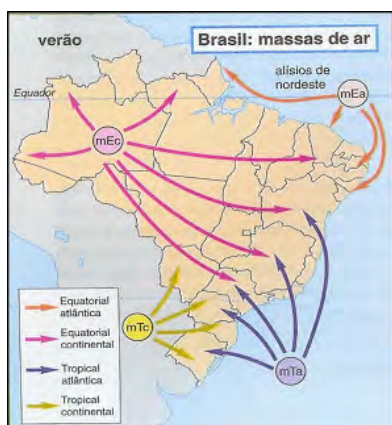 verão
Brasil: massas de ar
alísios de
nordeste
Equador
mEa
mEc
mTc
mTa
Equatorial
atlântica
Equatorial
continental
Tropical
atlântica
Tropical
continental